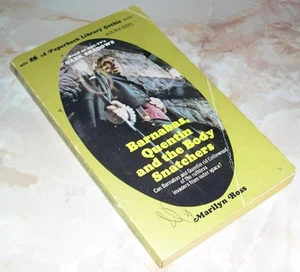 A Paperback Library Gothic
DARK SHADOWS
Barnabas,
Quentin
and the Body
Snatchers
Can Barnabas and Quentin rid Collinwood
of the ruthless
invaders from outer space?
Marilyn Ross